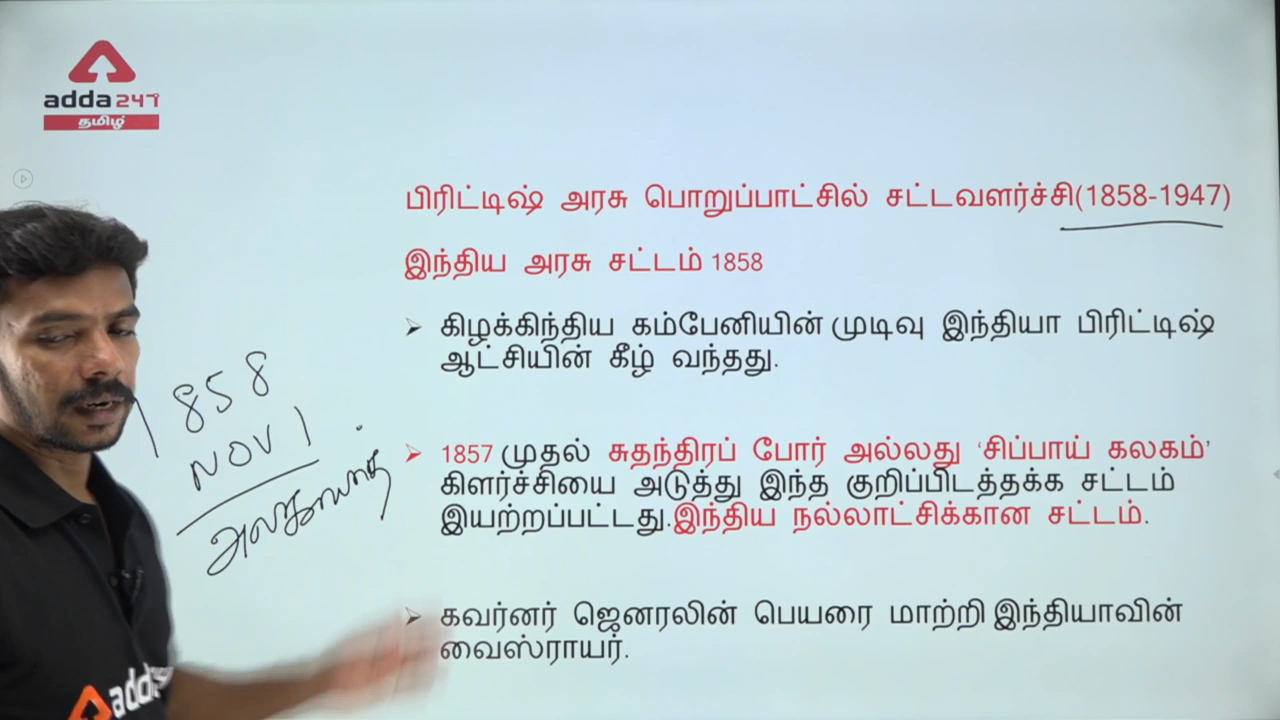 adda247
தமிழ்
பிரிட்டிஷ் அரசு பொறுப்பாட்சில் சட்டவளர்ச்சி(1858-1947)
இந்திய அரசு சட்டம் 1858
➢ கிழக்கிந்திய கம்பேனியின் முடிவு இந்தியா பிரிட்டிஷ்
ஆட்சியின் கீழ் வந்தது.
1858
NOV 1
➢ 1857 முதல் சுதந்திரப் போர் அல்லது ‘சிப்பாய் கலகம்’
கிளர்ச்சியை அடுத்து இந்த குறிப்பிடத்தக்க சட்டம்
இயற்றப்பட்டது.இந்திய நல்லாட்சிக்கான சட்டம்.
➢ கவர்னர் ஜெனரலின் பெயரை மாற்றி இந்தியாவின்
வைஸ்ராயர்.